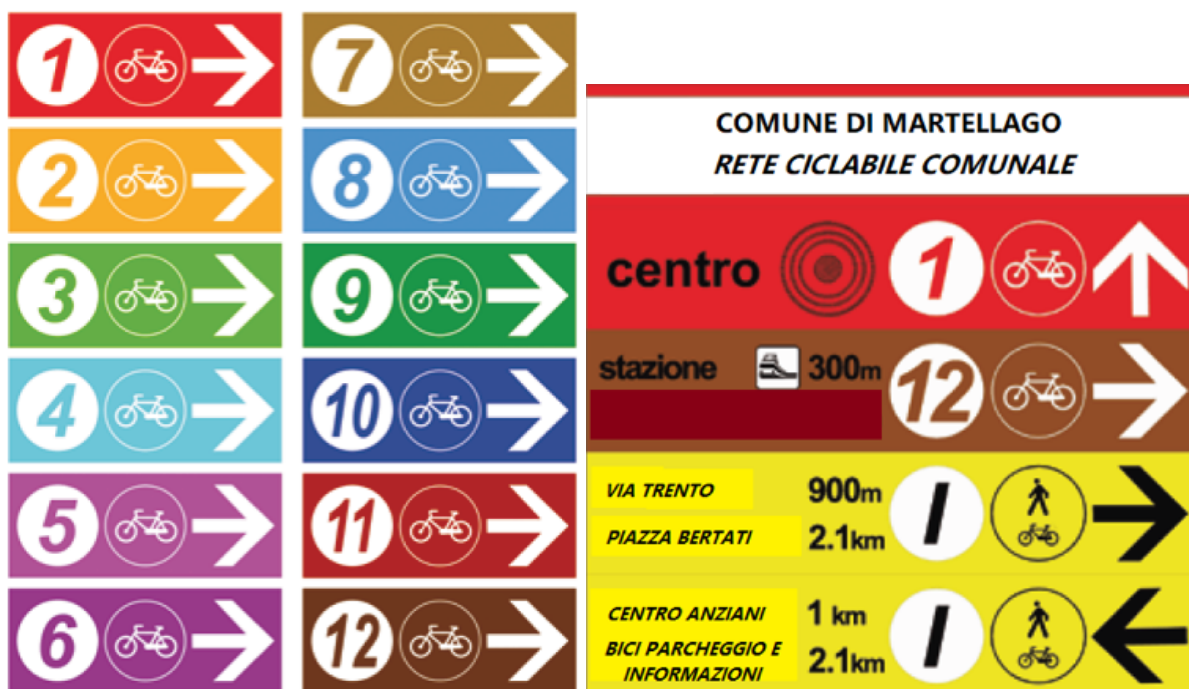 1
2
3
4
5
6
7
8
9
10
11
12
COMUNE DI MARTELLAGO
RETE CICLABILE COMUNALE
centro 1
stazione 300m 12
VIA TRENTO 900m
PIAZZA BERTATI 2.1km
I
CENTRO ANZIANI 1 km
BICI PARCHEGGIO E 2.1km
INFORMAZIONI
I